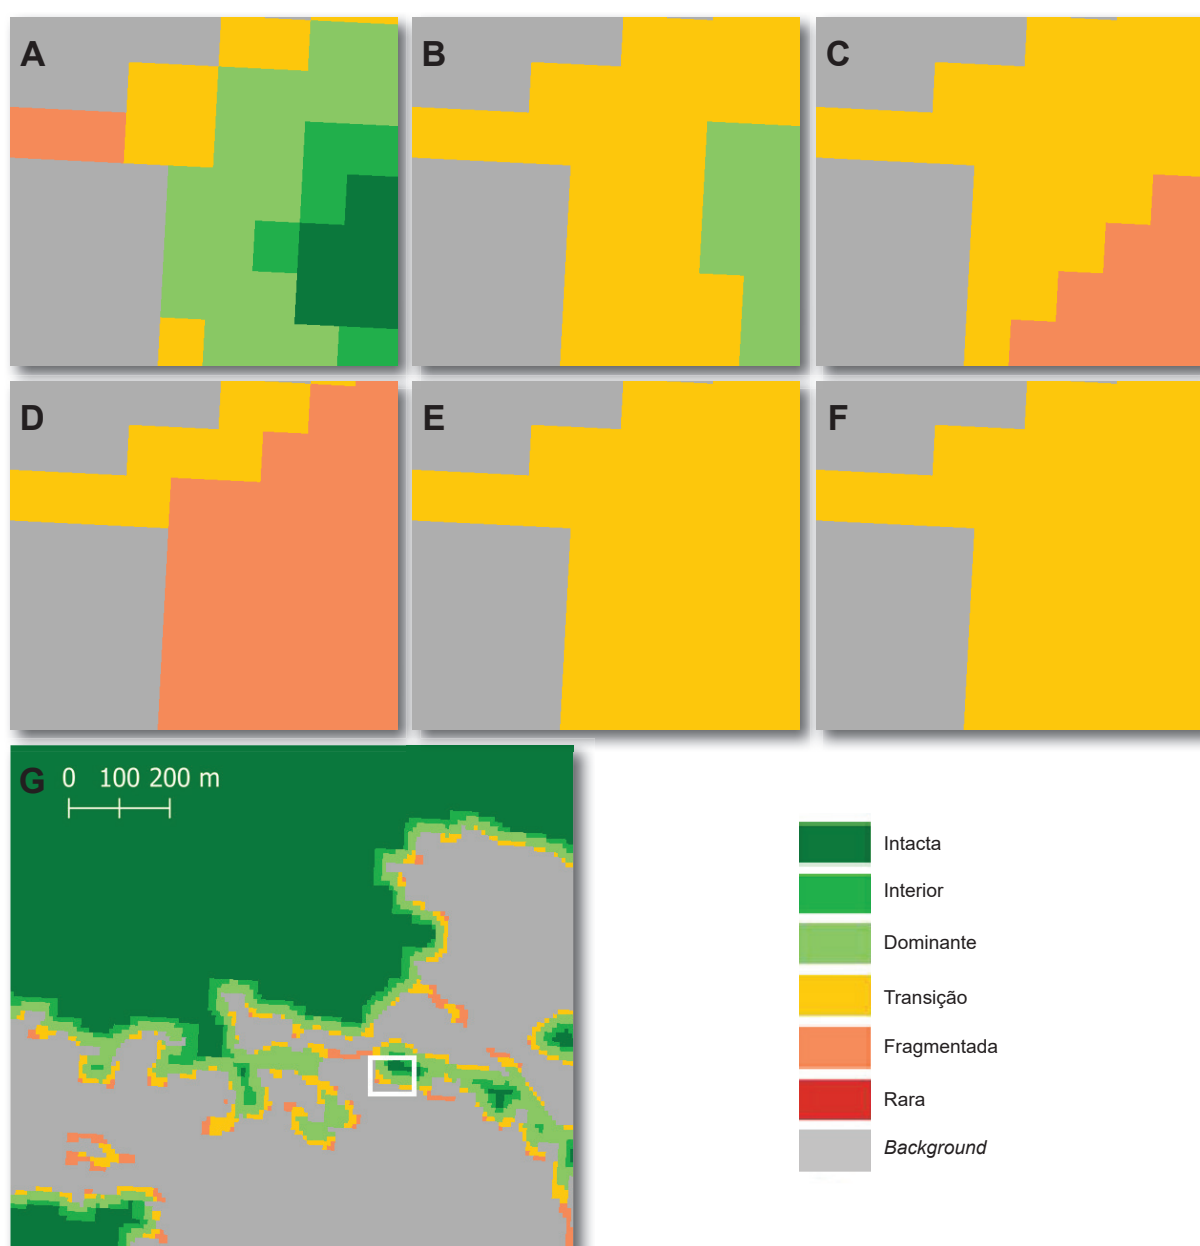 A
B
C
D
E
F
G
0 100 200 m
Intacta
Interior
Dominante
Transição
Fragmentada
Rara
Background